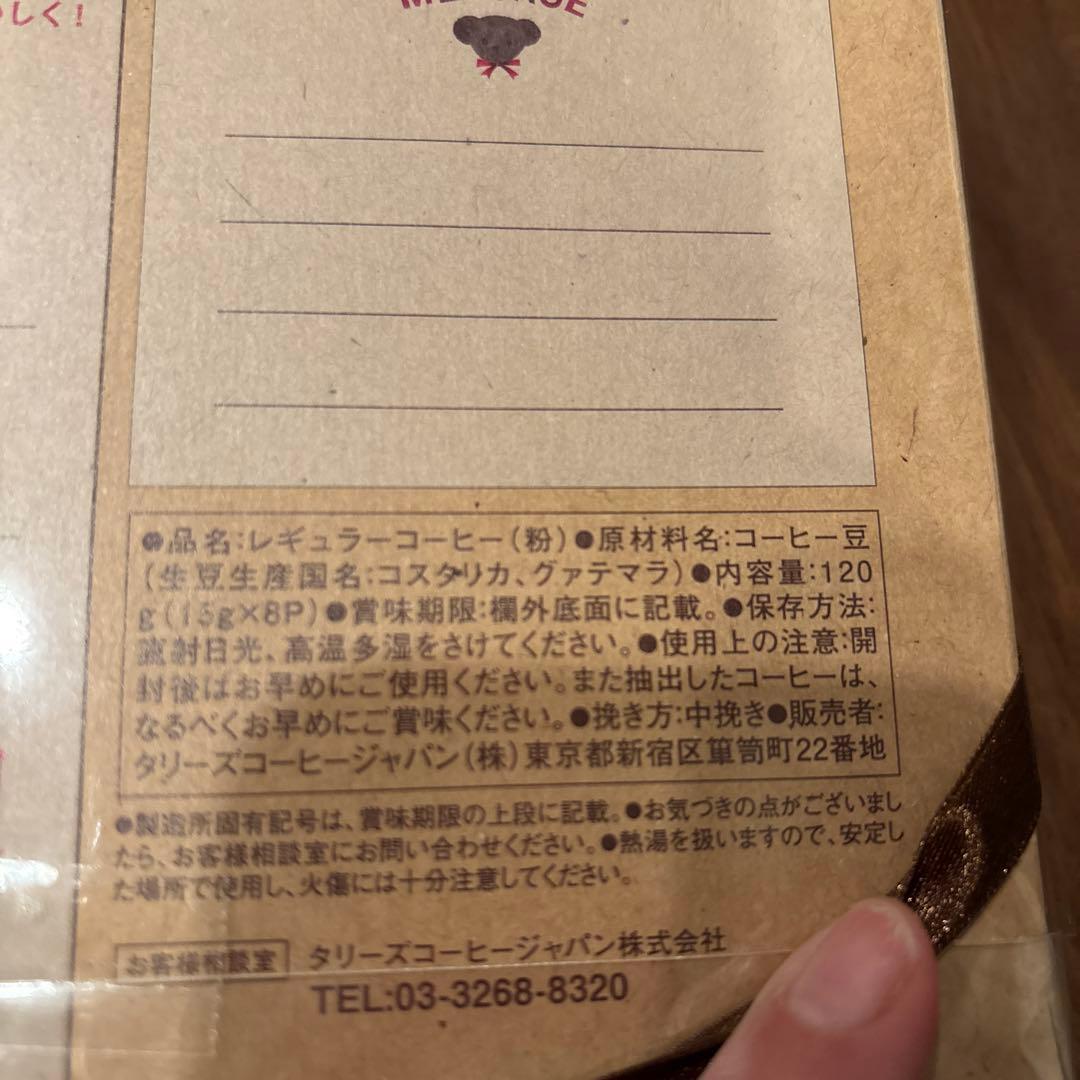 しく!
●品名:レギュラーコーヒー(粉)●原材料名:コーヒー豆
(生豆生産国名:コスタリカ、グァテマラ)●内容量:120
g(15g×8P)●賞味期限:欄外底面に記載。●保存方法:
直射日光、高温多湿をさけてください。●使用上の注意:開
封後はお早めにご使用ください。また抽出したコーヒーは、
なるべくお早めにご賞味ください。●挽き方:中挽き●販売者:
タリーズコーヒージャパン(株)東京都新宿区箪笥町22番地
●製造所固有記号は、賞味期限の上段に記載。●お気づきの点がございまし
たら、お客様相談室にお問い合わせください。●熱湯を扱いますので、安定し
た場所で使用し、火傷には十分注意してください。
お客様相談室 タリーズコーヒージャパン株式会社
TEL:03-3268-8320